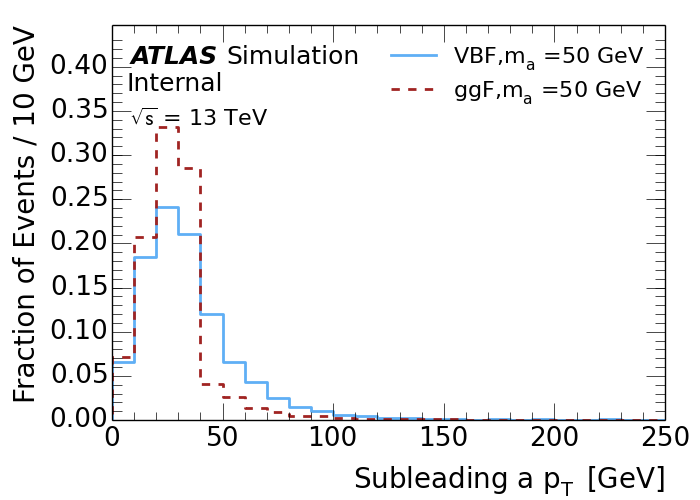 ATLAS Simulation
Internal
√s = 13 TeV
VBF,mₐ =50 GeV
ggF,mₐ =50 GeV
Fraction of Events / 10 GeV
0.40
0.35
0.30
0.25
0.20
0.15
0.10
0.05
0.00
0 50 100 150 200 250
Subleading a p_T [GeV]